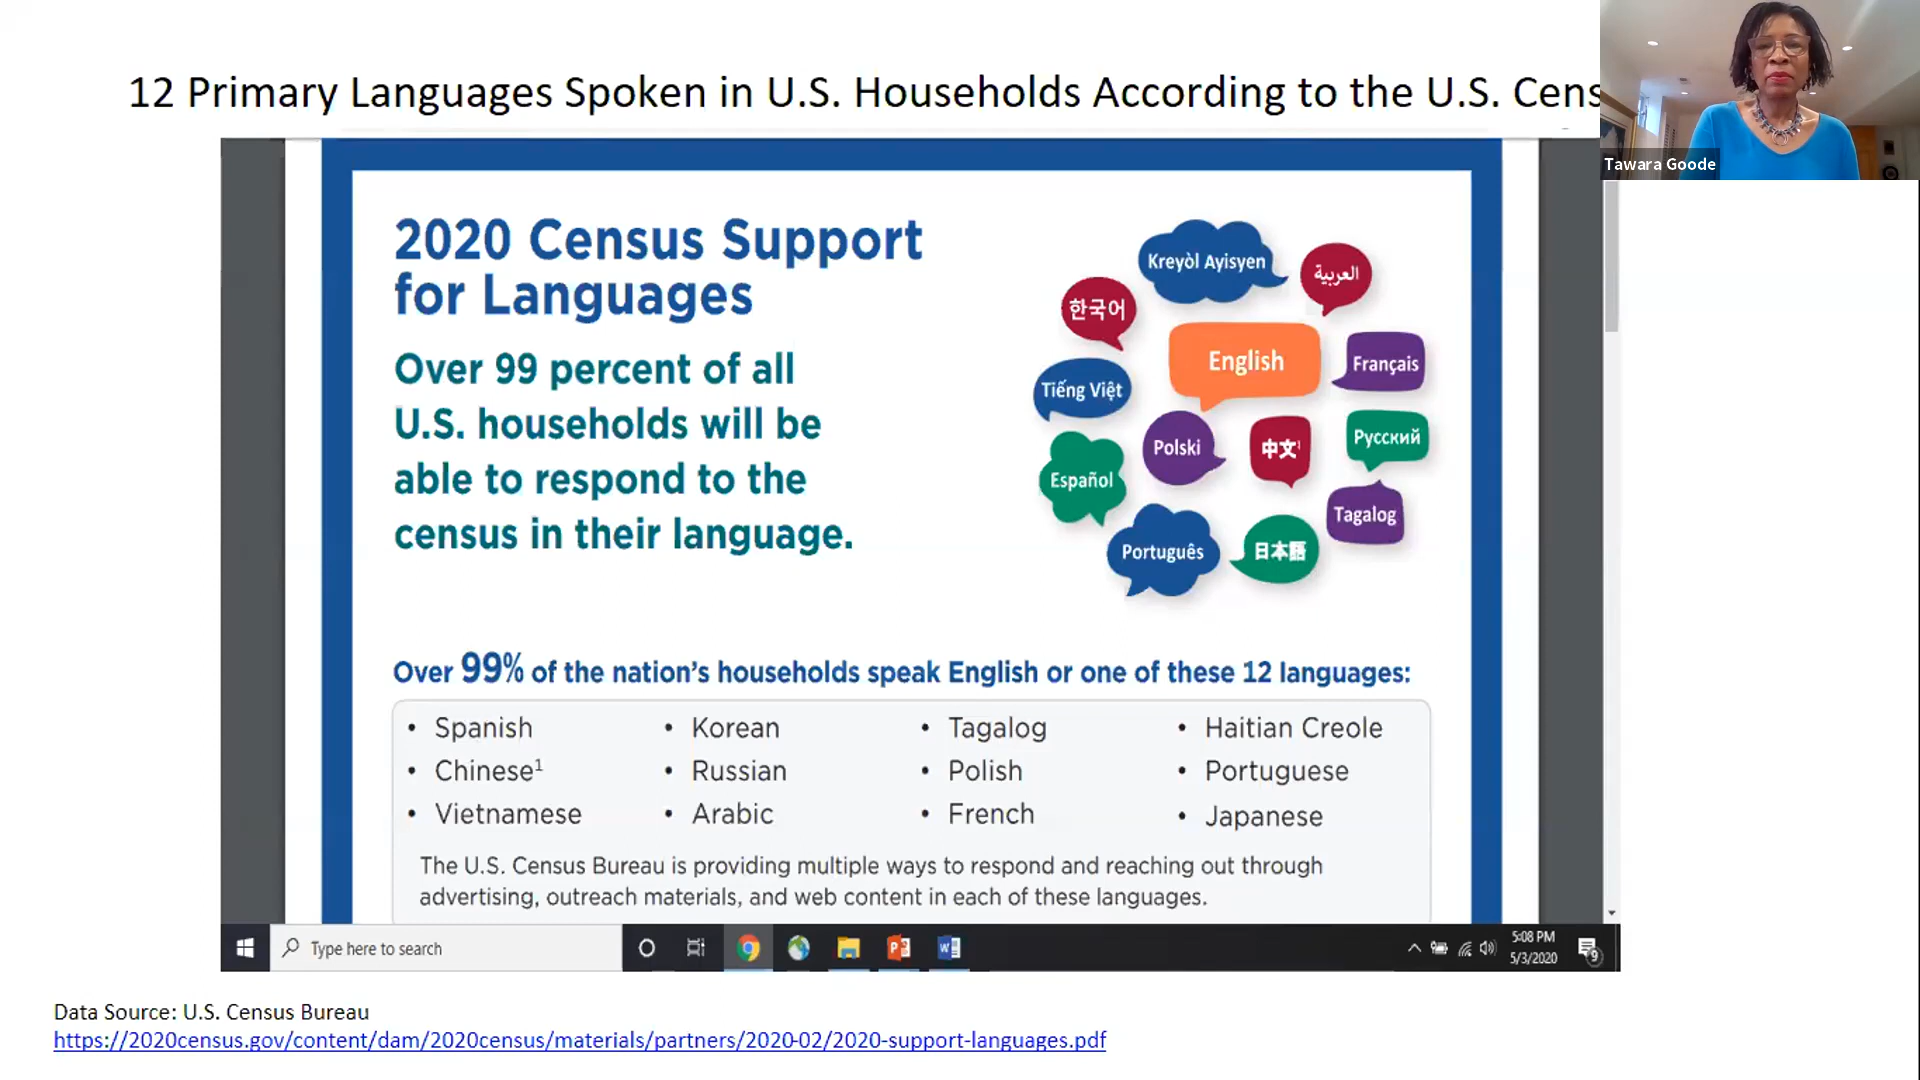 12 Primary Languages Spoken in U.S. Households According to the U.S. Cens
Tawara Goode
2020 Census Support
for Languages
Over 99 percent of all
U.S. households will be
able to respond to the
census in their language.
Kreyòl Ayisyen
العربية
한국어
English
Français
Tiếng Việt
Polski
中文¹
Русский
Español
Tagalog
Português
日本語
Over 99% of the nation's households speak English or one of these 12 languages:
• Spanish
• Chinese¹
• Vietnamese
• Korean
• Russian
• Arabic
• Tagalog
• Polish
• French
• Haitian Creole
• Portuguese
• Japanese
The U.S. Census Bureau is providing multiple ways to respond and reaching out through
advertising, outreach materials, and web content in each of these languages.
Type here to search
5:08 PM
5/3/2020
9
Data Source: U.S. Census Bureau
https://2020census.gov/content/dam/2020census/materials/partners/2020-02/2020-support-languages.pdf